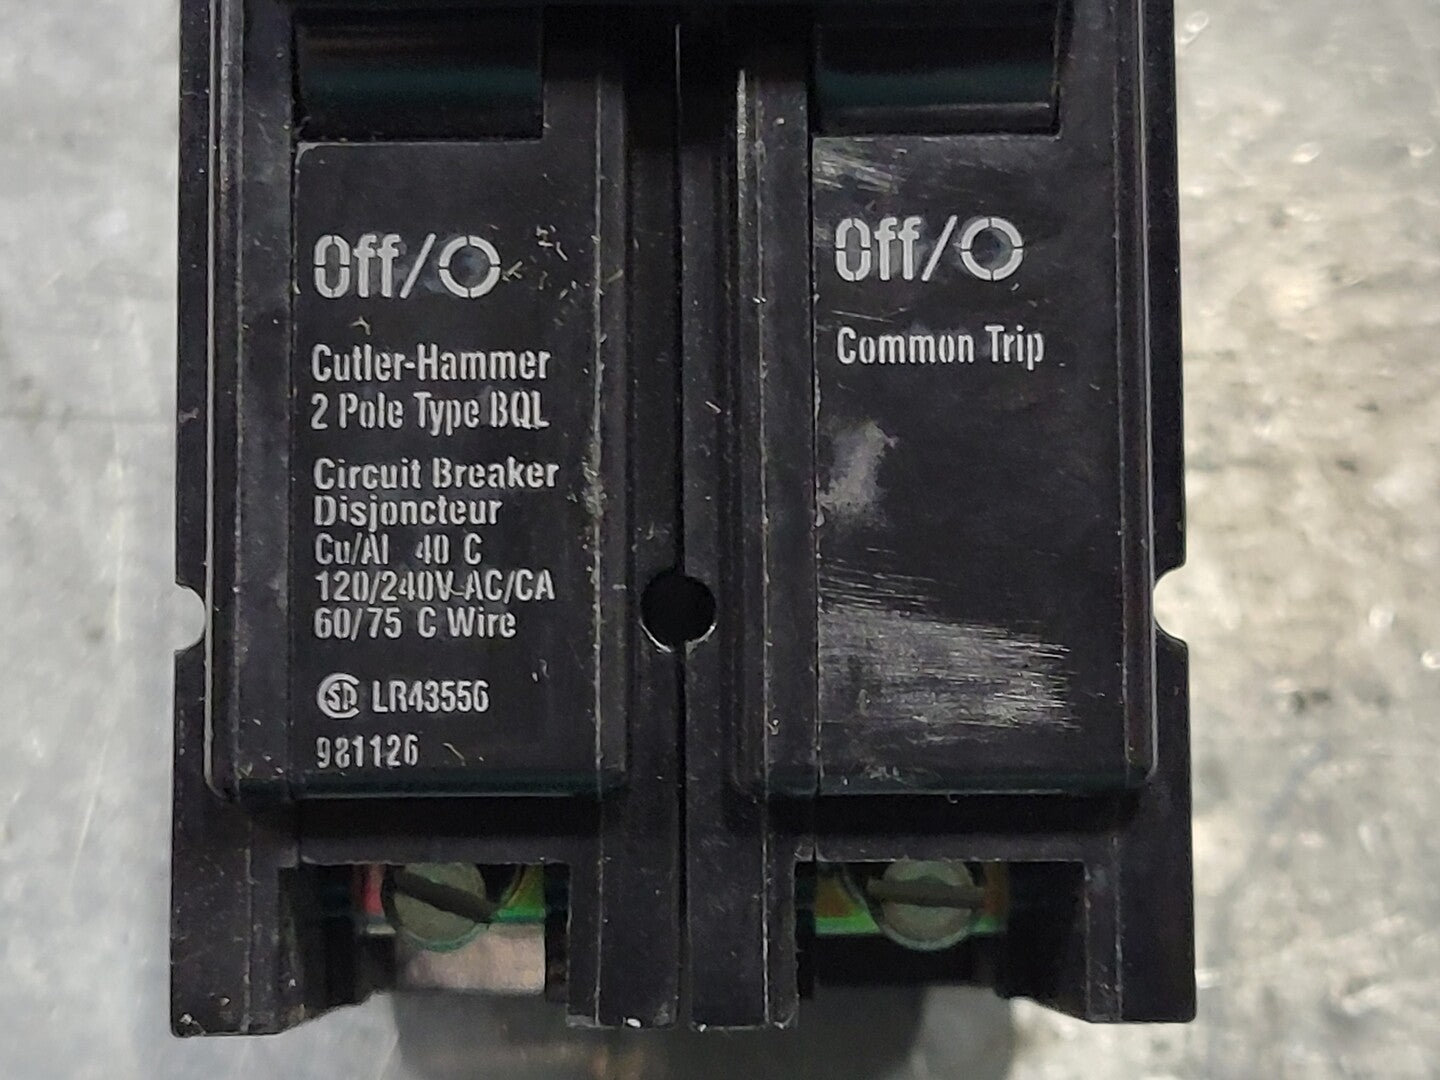 Off/O
Cutler-Hammer
2 Pole Type BQL
Circuit Breaker
Disjoncteur
Cu/Al 40 C
120/240V AC/CA
60/75 C Wire
SP LR43556
981126
Off/O
Common Trip